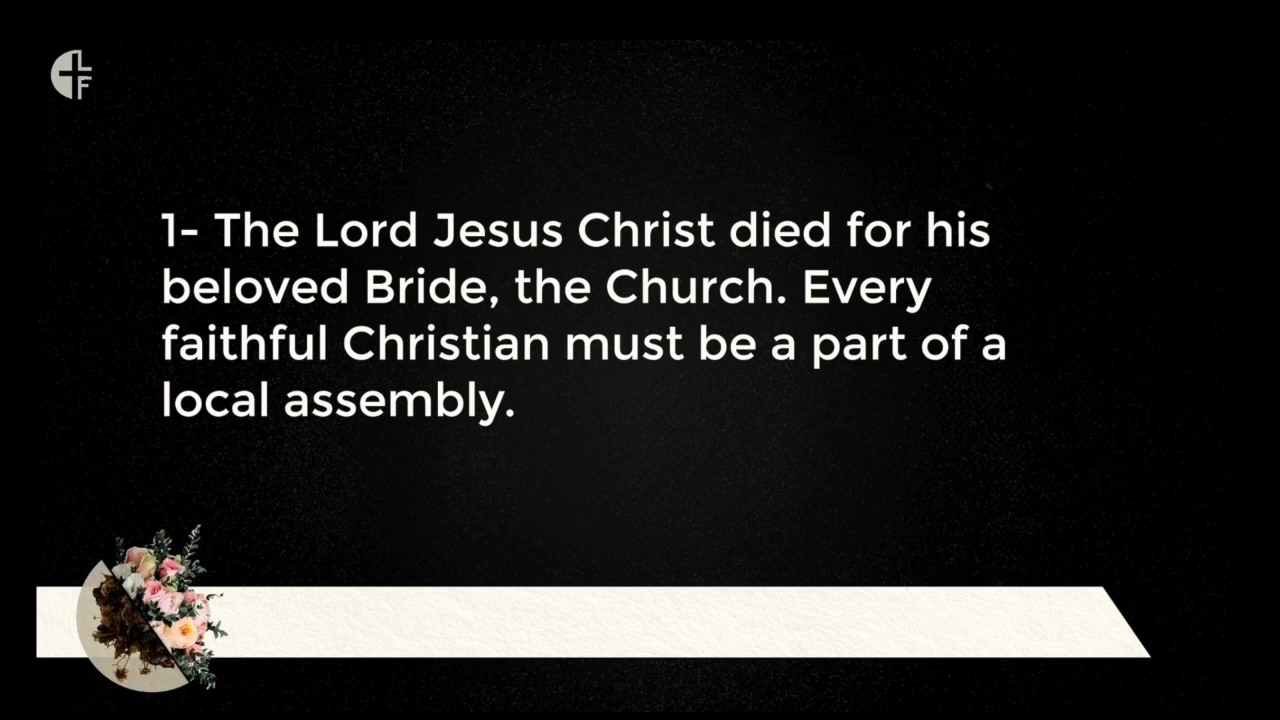 LF
1- The Lord Jesus Christ died for his
beloved Bride, the Church. Every
faithful Christian must be a part of a
local assembly.